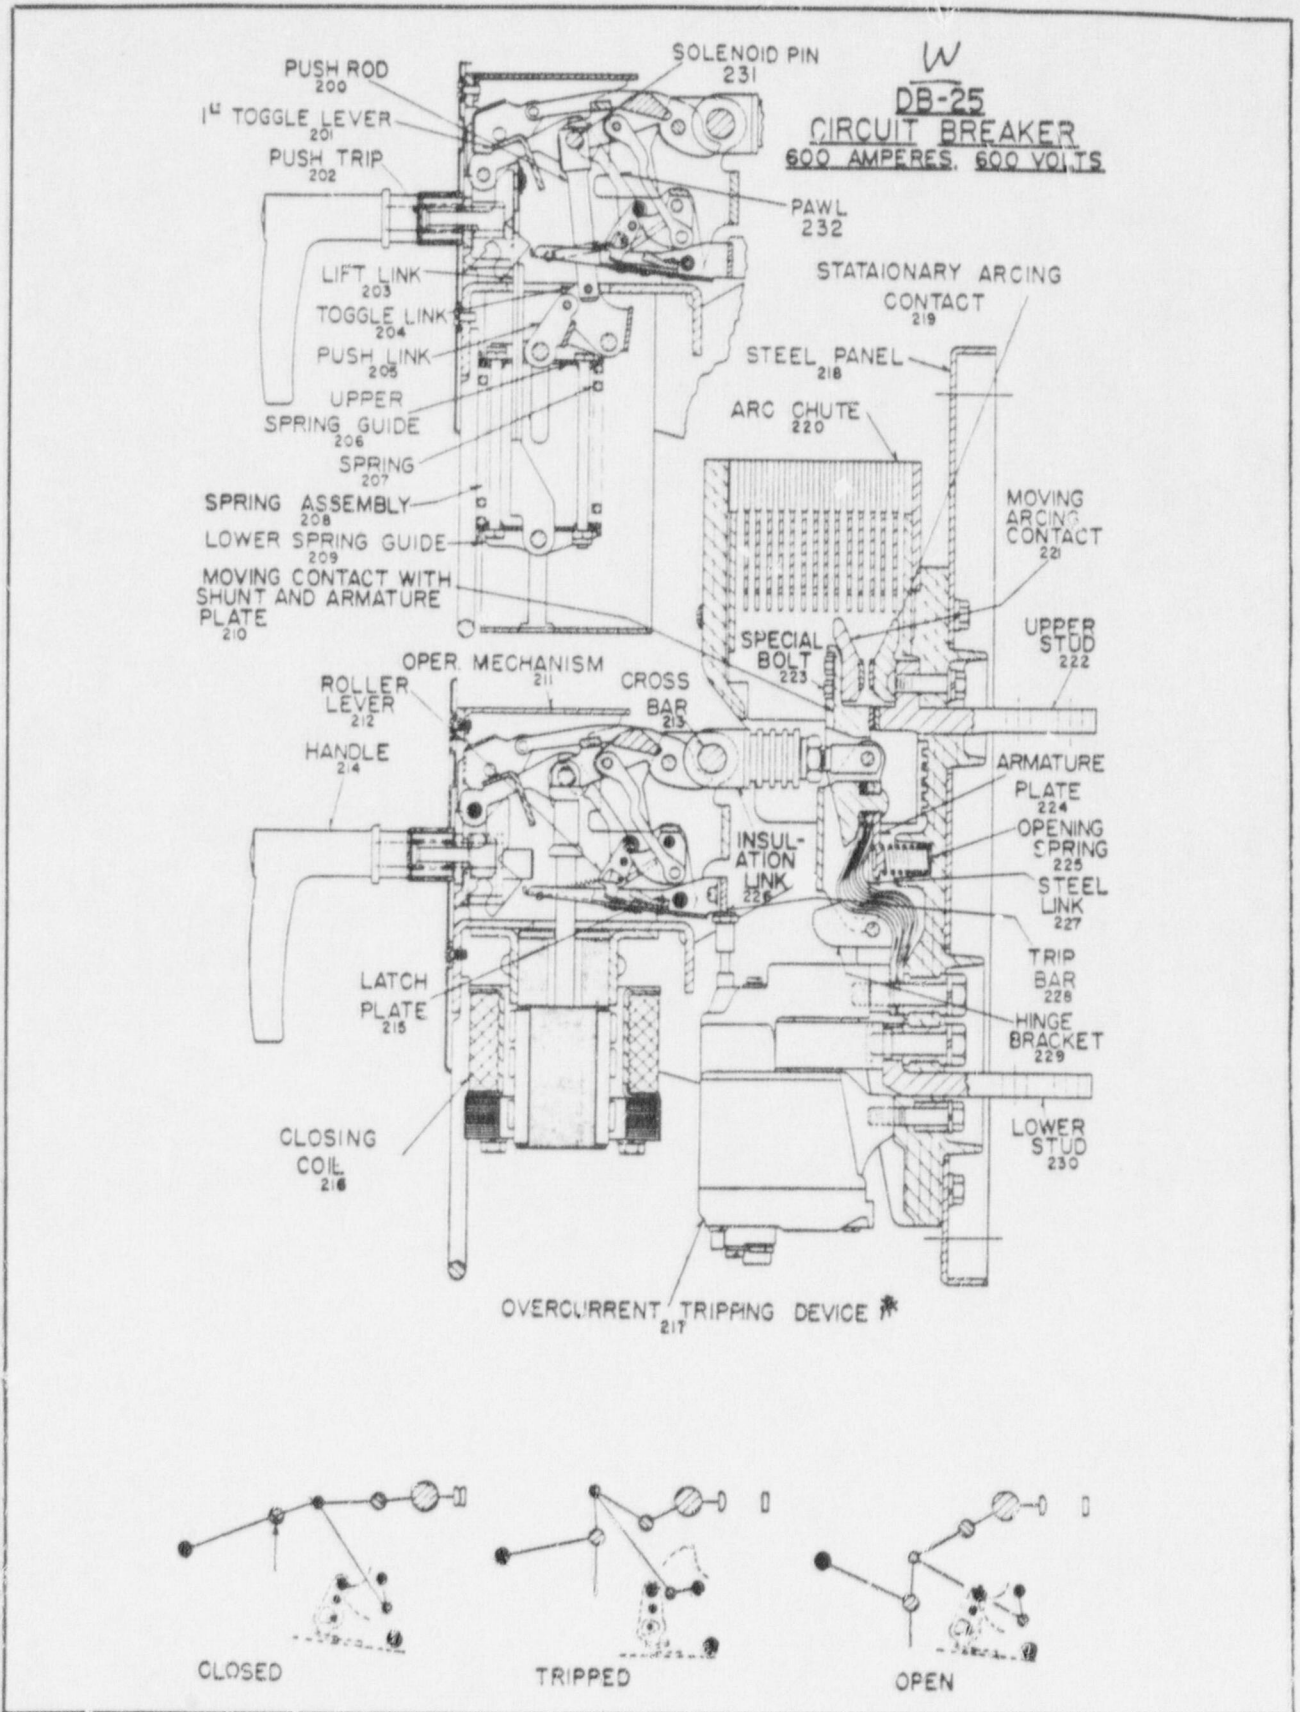 W
DB-25
CIRCUIT BREAKER
600 AMPERES. 600 VOLTS
SOLENOID PIN
231
PUSH ROD
200
TOGGLE LEVER
201
PUSH TRIP
202
PAWL
232
LIFT LINK
203
TOGGLE LINK
204
PUSH LINK
205
UPPER
SPRING GUIDE
206
SPRING
207
SPRING ASSEMBLY
208
LOWER SPRING GUIDE
209
MOVING CONTACT WITH
SHUNT AND ARMATURE
PLATE
210
STATAIONARY ARCING
CONTACT
219
STEEL PANEL
218
ARC CHUTE
220
MOVING
ARCING
CONTACT
221
UPPER
STUD
222
SPECIAL
BOLT
223
OPER. MECHANISM
211
ROLLER
LEVER
212
CROSS
BAR
213
HANDLE
214
ARMATURE
PLATE
224
OPENING
SPRING
225
INSUL-
ATION
LINK
226
STEEL
LINK
227
TRIP
BAR
228
LATCH
PLATE
215
HINGE
BRACKET
229
LOWER
STUD
230
CLOSING
COIL
216
OVERCURRENT TRIPPING DEVICE *
217
CLOSED
TRIPPED
OPEN